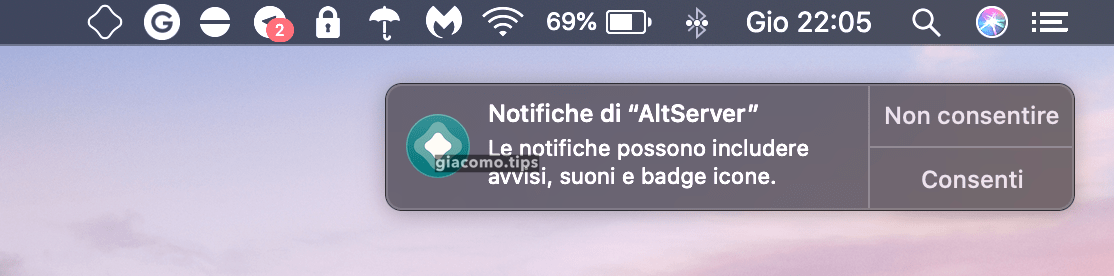 G
2
69%
Gio 22:05
Notifiche di “AltServer”
Le notifiche possono includere
avvisi, suoni e badge icone.
Non consentire
Consenti
giacomo.tips